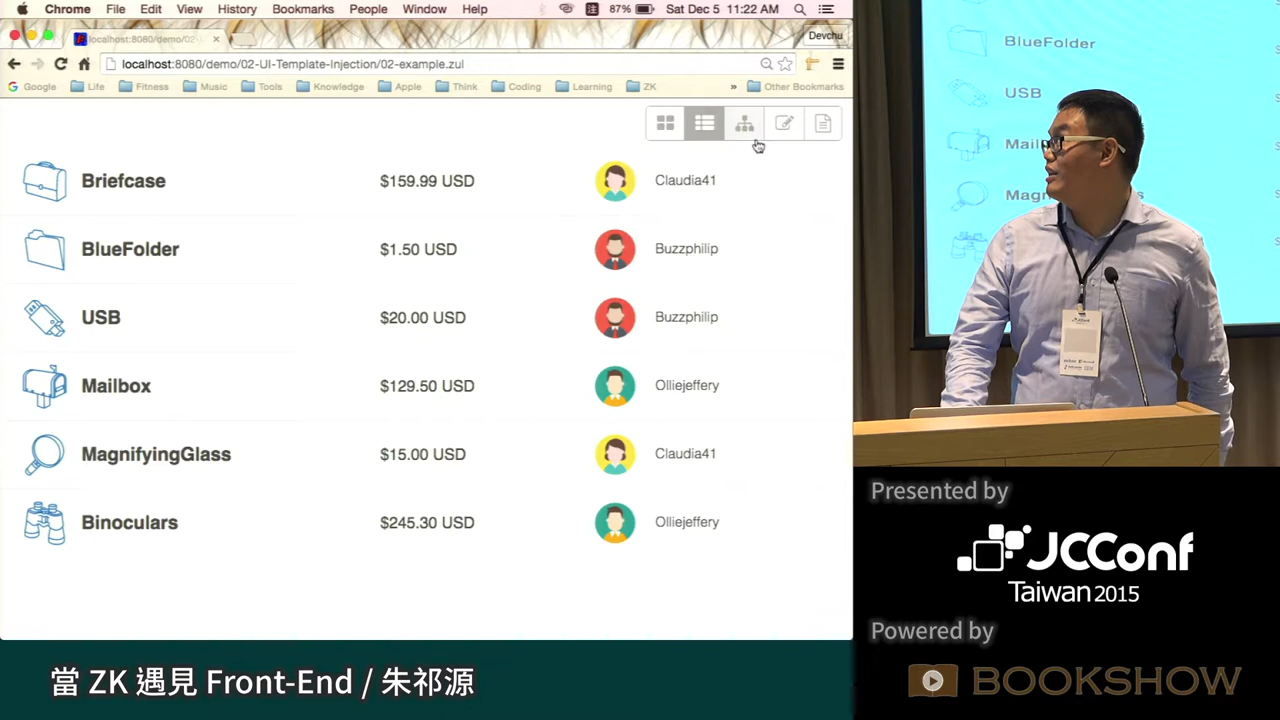 Chrome File Edit View History Bookmarks People Window Help 87% Sat Dec 5 11:22 AM
localhost:8080/demo/02- Devchu
localhost:8080/demo/02-UI-Template-Injection/02-example.zul
Google Life Fitness Music Tools Knowledge Apple Think Coding Learning ZK » Other Bookmarks
Briefcase $159.99 USD Claudia41
BlueFolder $1.50 USD Buzzphilip
USB $20.00 USD Buzzphilip
Mailbox $129.50 USD Olliejeffery
MagnifyingGlass $15.00 USD Claudia41
Binoculars $245.30 USD Olliejeffery
BlueFolder
USB
Presented by
JCConf
Taiwan 2015
Powered by
BOOKSHOW
當 ZK 遇見 Front-End / 朱祁源